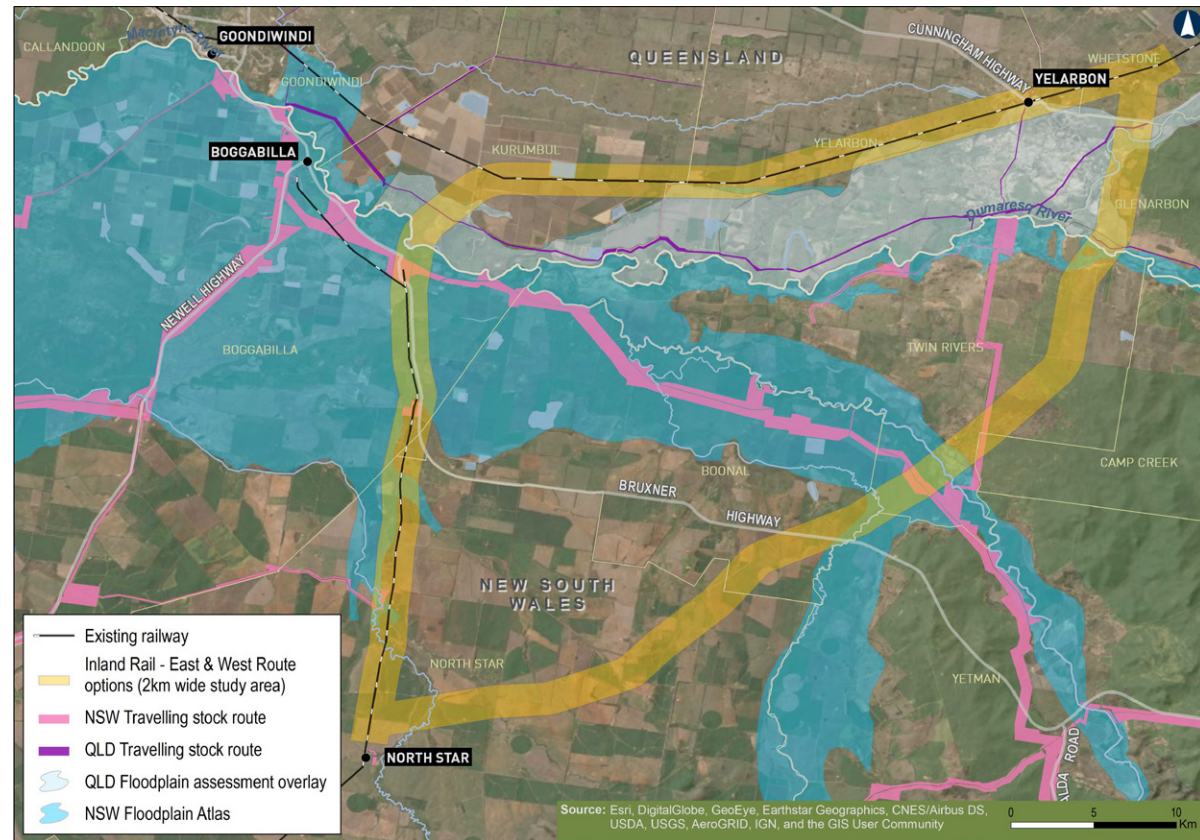 GOONDIWINDI
MacIntyre River
CALLANDOON
GOONDIWINDI
QUEENSLAND
CUNNINGHAM HIGHWAY
WHETSTONE
YELARBON
BOGGABILLA
KURUMBUL
YELARBON
GLENARBON
Dumaresq River
NEWELL HIGHWAY
BOGGABILLA
TWIN RIVERS
CAMP CREEK
BOONAL
BRUXNER
HIGHWAY
NEW SOUTH
WALES
NORTH STAR
YETMAN
NORTH STAR
ALDA ROAD
Existing railway
Inland Rail - East & West Route
options (2km wide study area)
NSW Travelling stock route
QLD Travelling stock route
QLD Floodplain assessment overlay
NSW Floodplain Atlas
Source: Esri, DigitalGlobe, GeoEye, Earthstar Geographics, CNES/Airbus DS,
USDA, USGS, AeroGRID, IGN, and the GIS User Community
0 5 10
Km